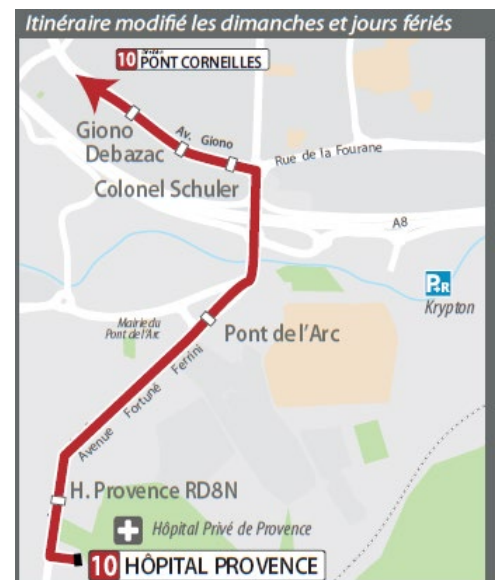 Itinéraire modifié les dimanches et jours fériés
10 PONT CORNEILLES
Giono
Debazac
Av. Giono
Rue de la Fourane
Colonel Schuler
A8
P+R
Krypton
Mairie du
Pont de l'Arc
Pont de l'Arc
Avenue Fortuné Ferrini
H. Provence RD8N
Hôpital Privé de Provence
10 HÔPITAL PROVENCE